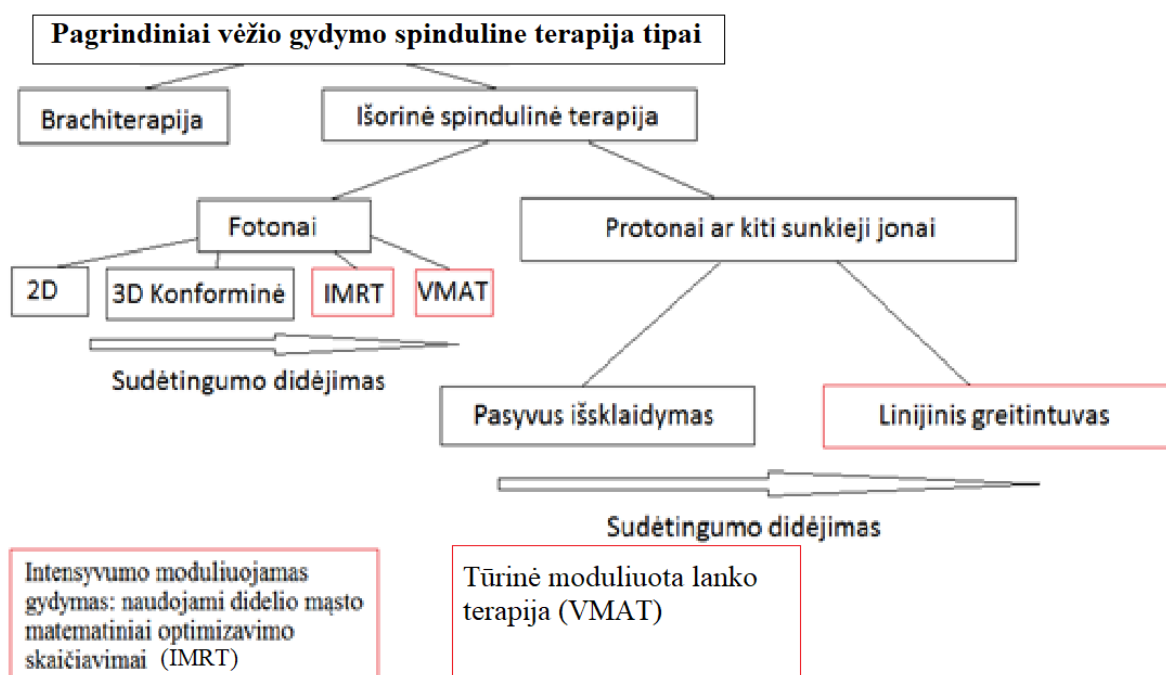 Pagrindiniai vėžio gydymo spinduline terapija tipai
Brachiterapija
Išorinė spindulinė terapija
Fotonai
Protonai ar kiti sunkieji jonai
2D
3D Konforminė
IMRT
VMAT
Sudėtingumo didėjimas
Pasyvus išsklaidymas
Linijinis greitintuvas
Sudėtingumo didėjimas
Intensyvumo moduliuojamas
gydymas: naudojami didelio mąsto
matematiniai optimizavimo
skaičiavimai (IMRT)
Tūrinė moduliuota lanko
terapija (VMAT)